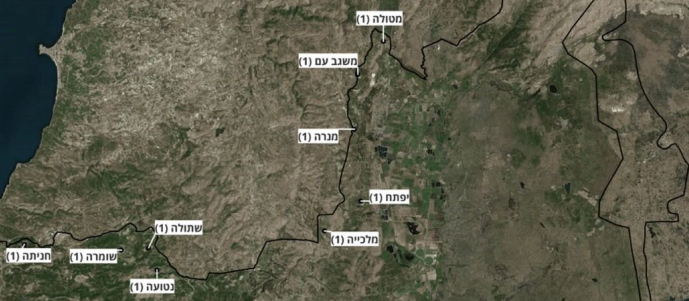 מטולה (1)
משגב עם (1)
מנרה (1)
יפתח (1)
מלכייה (1)
שתולה (1)
שומרה (1)
חניתה (1)
נטועה (1)